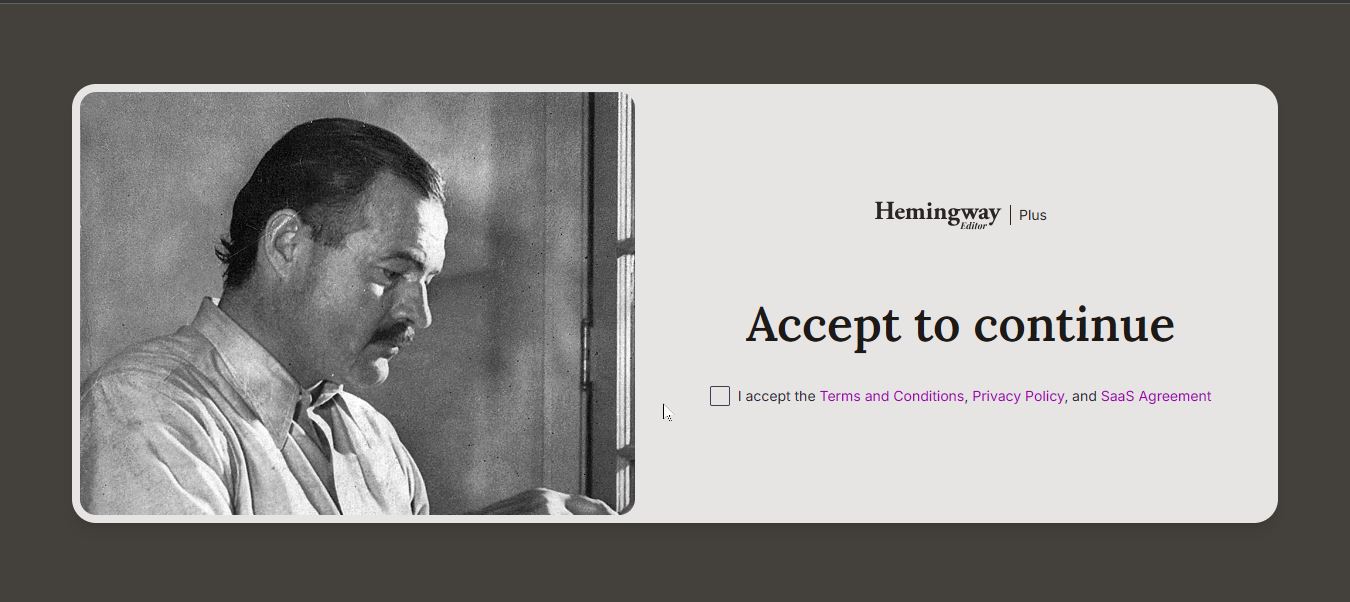 Hemingway
Editor
Plus
Accept to continue
I accept the Terms and Conditions, Privacy Policy, and SaaS Agreement